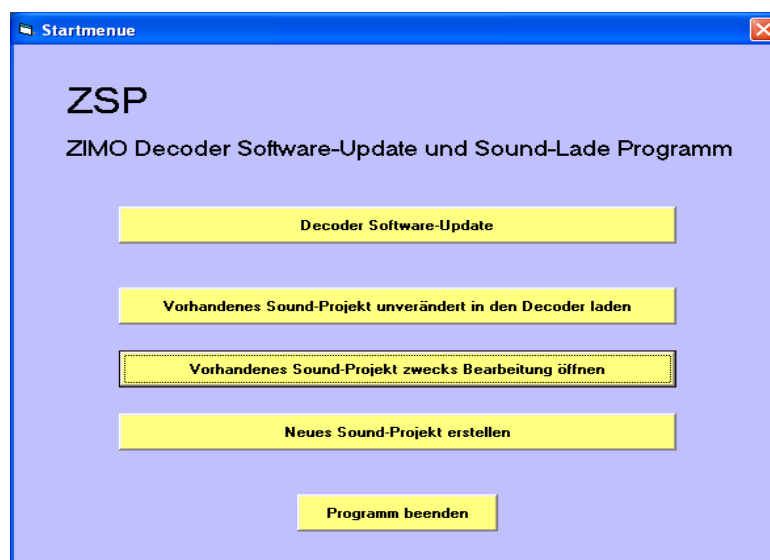 Startmenue
ZSP
ZIMO Decoder Software-Update und Sound-Lade Programm
Decoder Software-Update
Vorhandenes Sound-Projekt unverändert in den Decoder laden
Vorhandenes Sound-Projekt zwecks Bearbeitung öffnen
Neues Sound-Projekt erstellen
Programm beenden